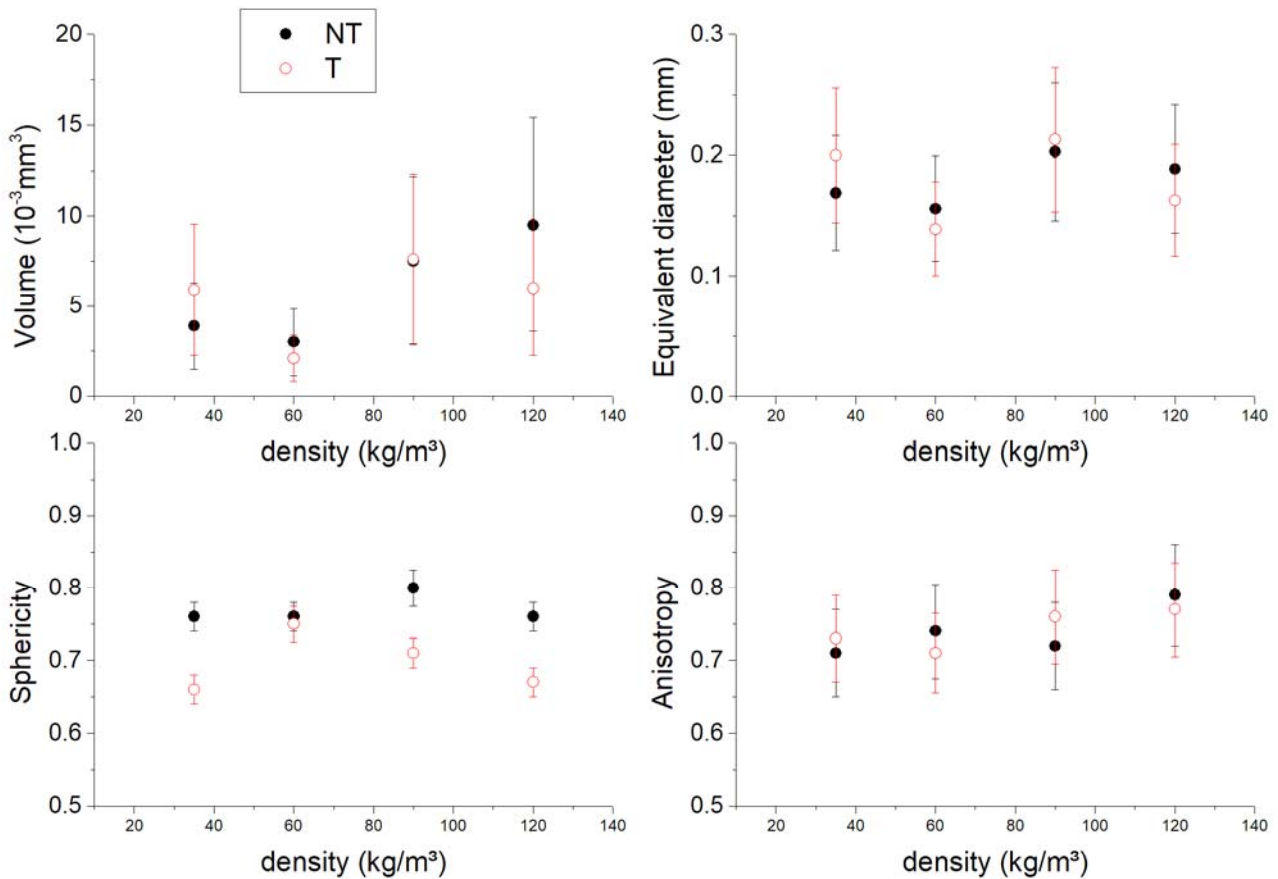 NT
T
20
15
10
5
0
Volume (10⁻³mm³)
20 40 60 80 100 120 140
density (kg/m³)
0.3
0.2
0.1
0.0
Equivalent diameter (mm)
20 40 60 80 100 120 140
density (kg/m³)
1.0
0.9
0.8
0.7
0.6
0.5
Sphericity
20 40 60 80 100 120 140
density (kg/m³)
1.0
0.9
0.8
0.7
0.6
0.5
Anisotropy
20 40 60 80 100 120 140
density (kg/m³)